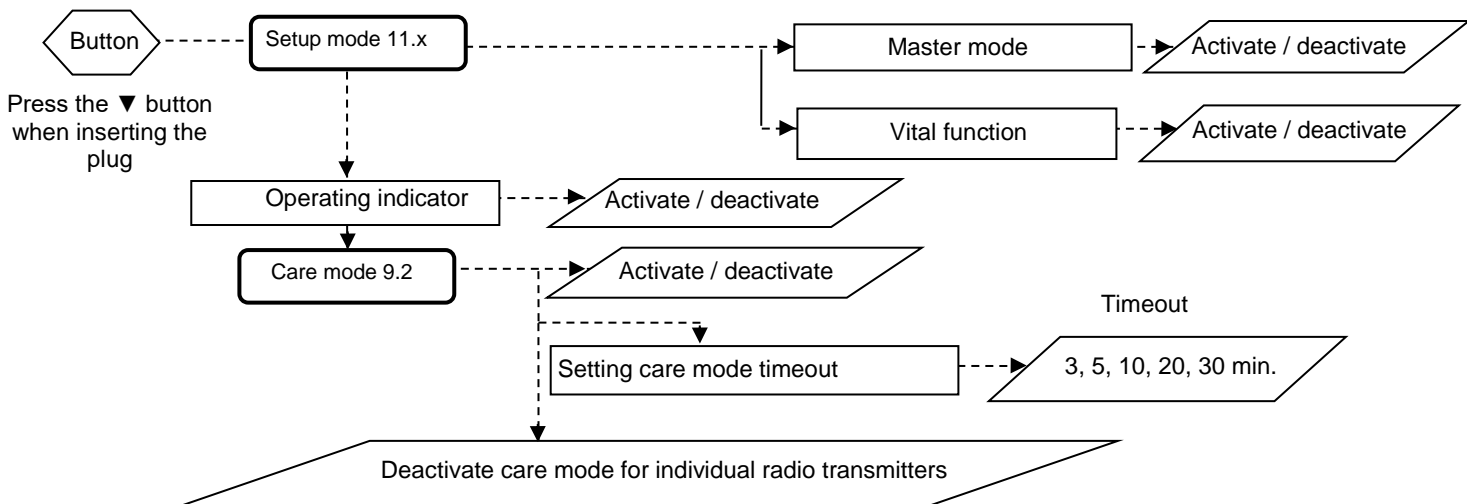 Button
Setup mode 11.x
Master mode
Activate / deactivate
Press the ▼ button
when inserting the
plug
Vital function
Activate / deactivate
Operating indicator
Activate / deactivate
Care mode 9.2
Activate / deactivate
Timeout
Setting care mode timeout
3, 5, 10, 20, 30 min.
Deactivate care mode for individual radio transmitters